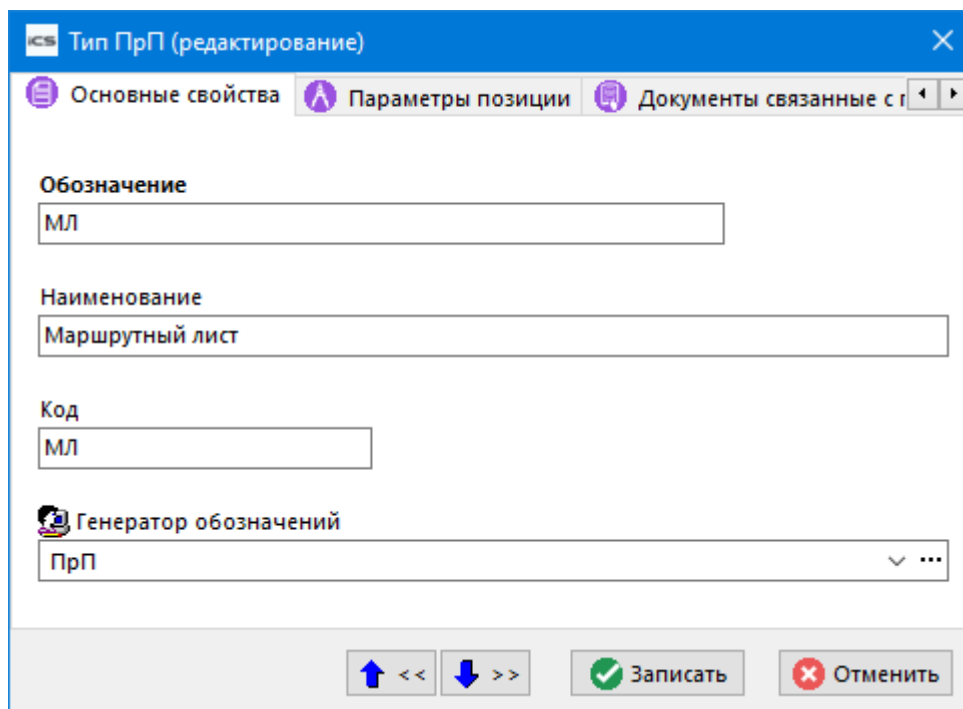 iCS Тип ПрП (редактирование)
Основные свойства Параметры позиции Документы связанные с г
Обозначение
МЛ
Наименование
Маршрутный лист
Код
МЛ
Генератор обозначений
ПрП ...
<< >> Записать Отменить